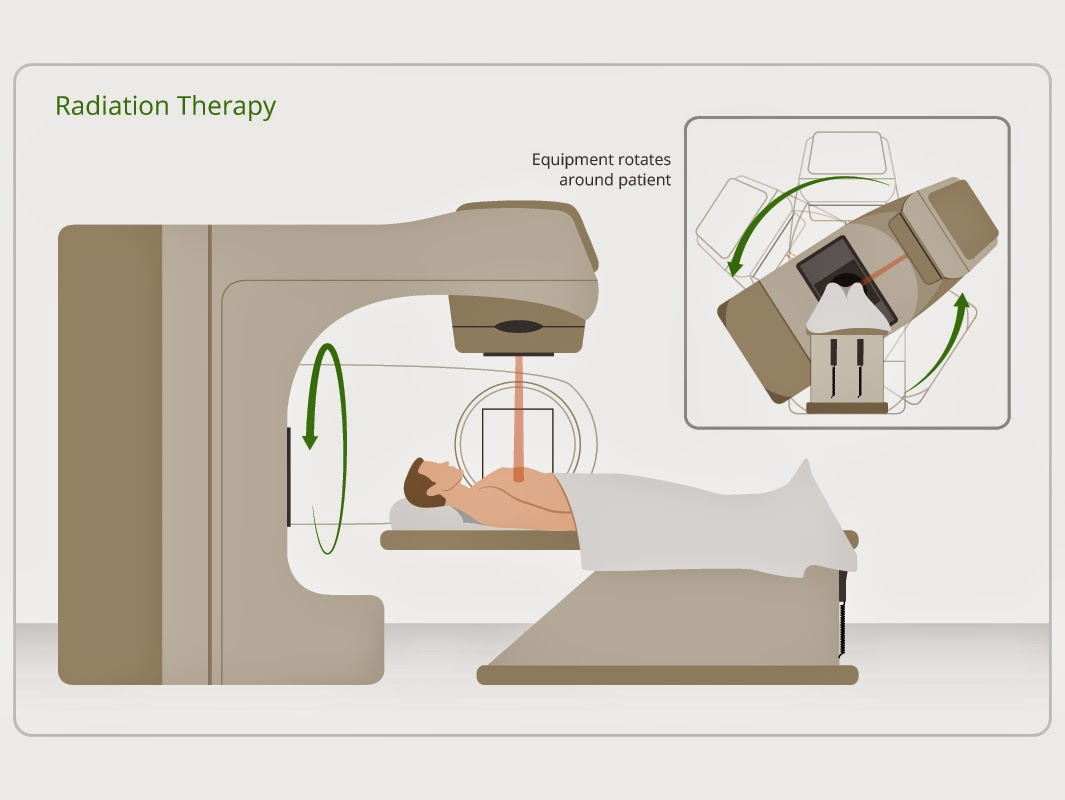 Radiation Therapy
Equipment rotates
around patient